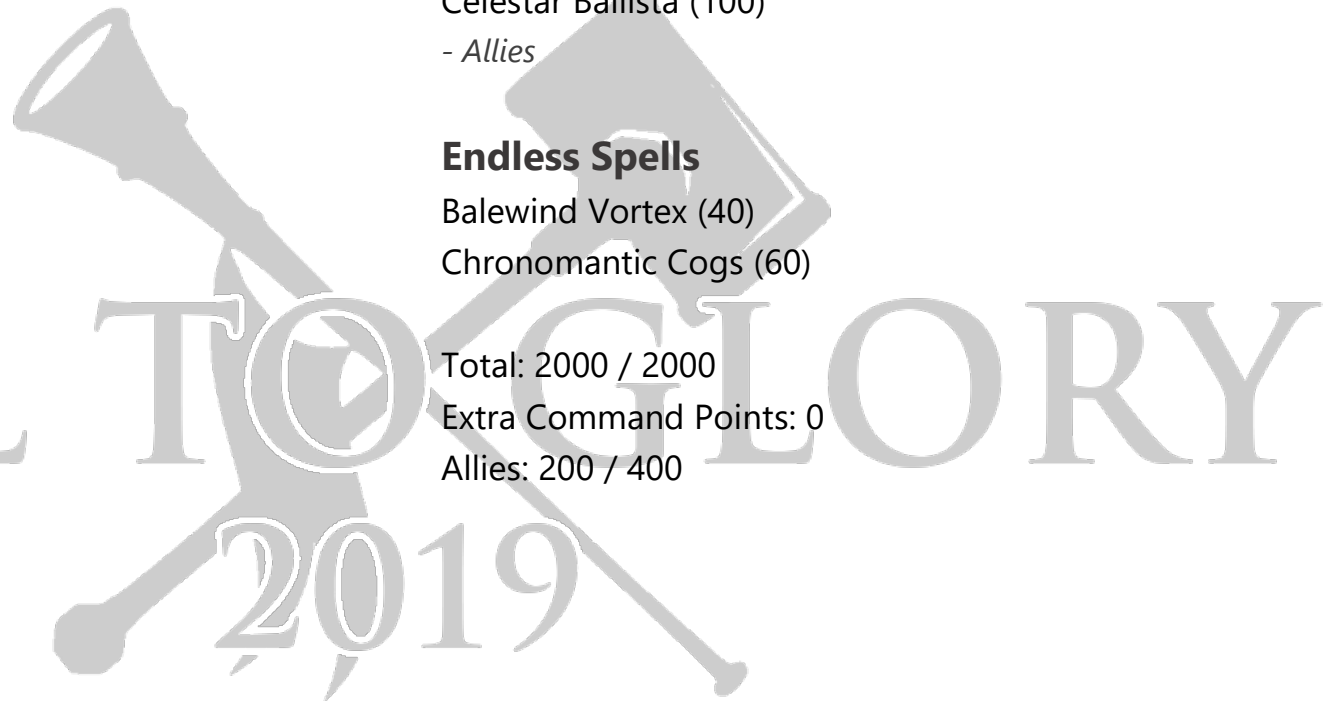 Celestar Ballista (100)
- Allies
Endless Spells
Balewind Vortex (40)
Chronomantic Cogs (60)
TO GLORY
Total: 2000 / 2000
Extra Command Points: 0
Allies: 200 / 400
2019